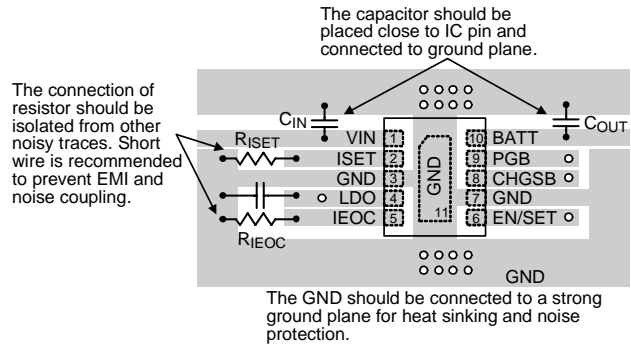 The capacitor should be
placed close to IC pin and
connected to ground plane.
The connection of
resistor should be
isolated from other
noisy traces. Short
wire is recommended
to prevent EMI and
noise coupling.
CIN
COUT
RISET
VIN 1 10 BATT
ISET 2 9 PGB
GND 3 8 CHGSB
LDO 4 7 GND
IEOC 5 6 EN/SET
GND
11
RIEOC
GND
The GND should be connected to a strong
ground plane for heat sinking and noise
protection.